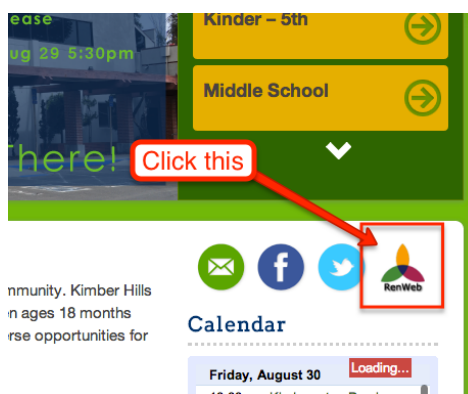 ease
ug 29 5:30pm
here!
Kinder – 5th
Middle School
Click this
RenWeb
mmunity. Kimber Hills
n ages 18 months
rse opportunities for
Calendar
Friday, August 30
Loading...